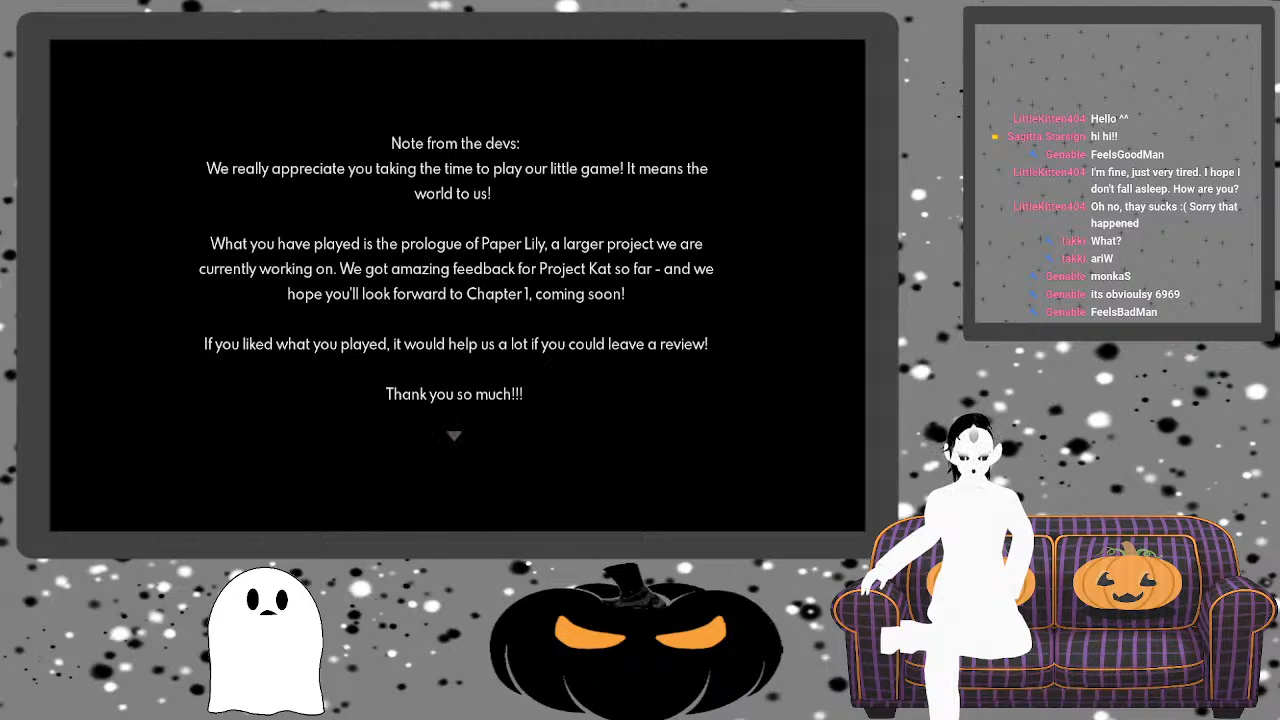 Note from the devs:
We really appreciate you taking the time to play our little game! It means the
world to us!
What you have played is the prologue of Paper Lily, a larger project we are
currently working on. We got amazing feedback for Project Kat so far - and we
hope you'll look forward to Chapter 1, coming soon!
If you liked what you played, it would help us a lot if you could leave a review!
Thank you so much!!!
LittleKitten404 Hello ^^
Sagitta Starsign hi hi!!
Genable FeelsGoodMan
LittleKitten404 I'm fine, just very tired. I hope I
don't fall asleep. How are you?
LittleKitten404 Oh no, thay sucks :( Sorry that
happened
takki What?
takki ariW
Genable monkaS
Genable its obvioulsy 6969
Genable FeelsBadMan